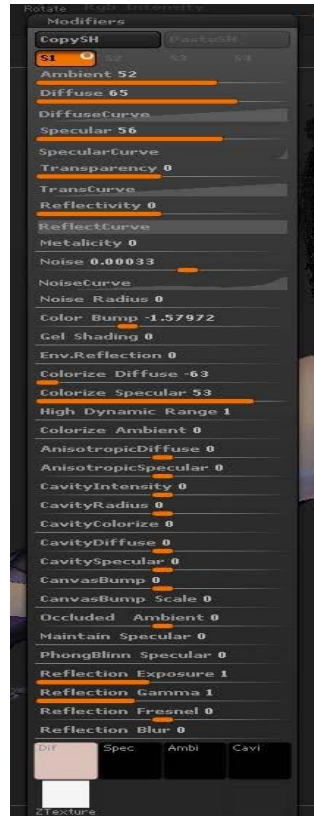 Rotate Rgb Intensity
Modifiers
CopySH PasteSH
S1 S2 S3 S4
Ambient 52
Diffuse 65
DiffuseCurve
Specular 56
SpecularCurve
Transparency 0
TransCurve
Reflectivity 0
ReflectCurve
Metalicity 0
Noise 0.00033
NoiseCurve
Noise Radius 0
Color Bump -1.57972
Gel Shading 0
Env.Reflection 0
Colorize Diffuse -63
Colorize Specular 53
High Dynamic Range 1
Colorize Ambient 0
AnisotropicDiffuse 0
AnisotropicSpecular 0
CavityIntensity 0
CavityRadius 0
CavityColorize 0
CavityDiffuse 0
CavitySpecular 0
CanvasBump 0
CanvasBump Scale 0
Occluded Ambient 0
Maintain Specular 0
PhongBlinn Specular 0
Reflection Exposure 1
Reflection Gamma 1
Reflection Fresnel 0
Reflection Blur 0
Dif Spec Ambi Cavi
ZTexture